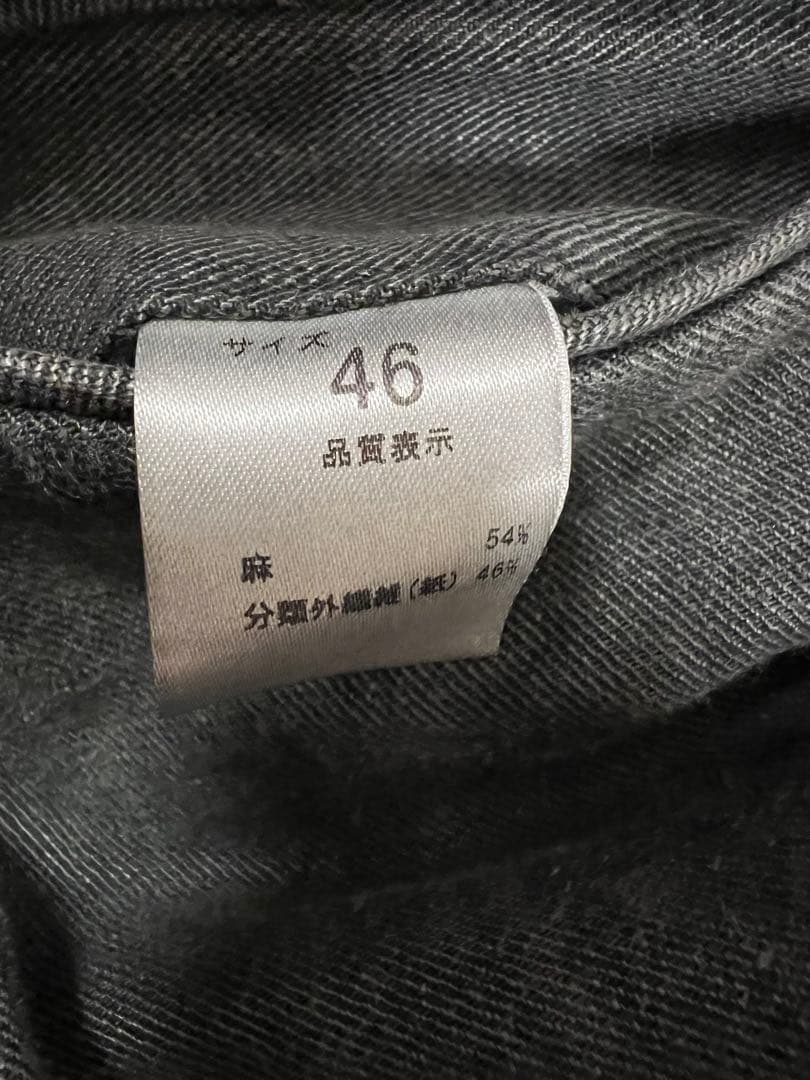 サイズ
46
品質表示
麻 54%
分類外繊維(紙) 46%